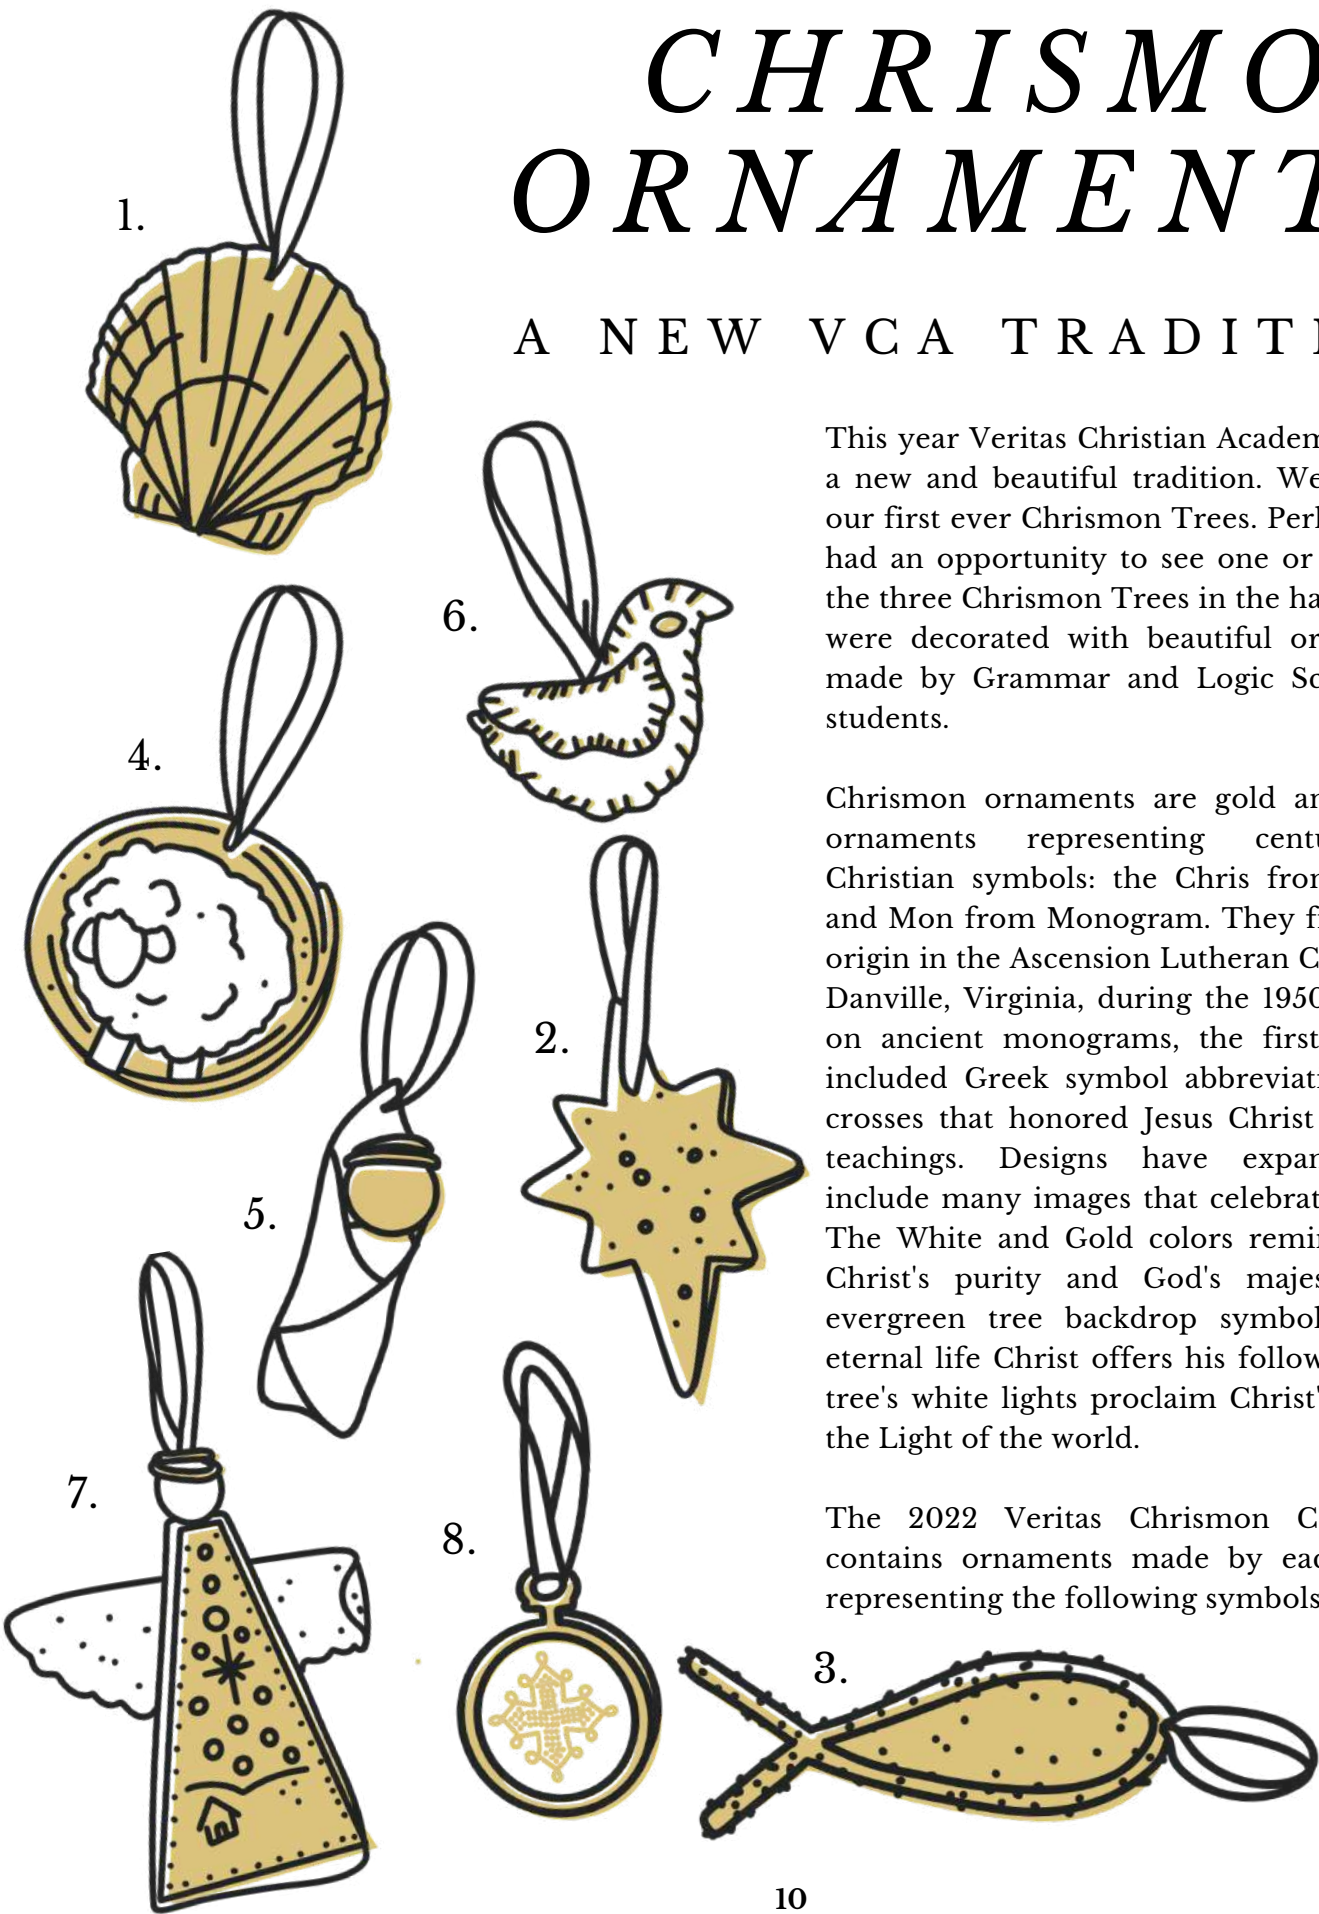 CHRISMO
ORNAMENT
A NEW VCA TRADITI
1.
6.
4.
2.
5.
7.
8.
3.
This year Veritas Christian Academ
a new and beautiful tradition. We
our first ever Chrismon Trees. Perh
had an opportunity to see one or
the three Chrismon Trees in the ha
were decorated with beautiful or
made by Grammar and Logic Sc
students.
Chrismon ornaments are gold an
ornaments representing centu
Christian symbols: the Chris from
and Mon from Monogram. They fi
origin in the Ascension Lutheran C
Danville, Virginia, during the 1950
on ancient monograms, the first
included Greek symbol abbreviati
crosses that honored Jesus Christ
teachings. Designs have expan
include many images that celebrat
The White and Gold colors remin
Christ's purity and God's majes
evergreen tree backdrop symbol
eternal life Christ offers his follow
tree's white lights proclaim Christ'
the Light of the world.
The 2022 Veritas Chrismon C
contains ornaments made by eac
representing the following symbols
10